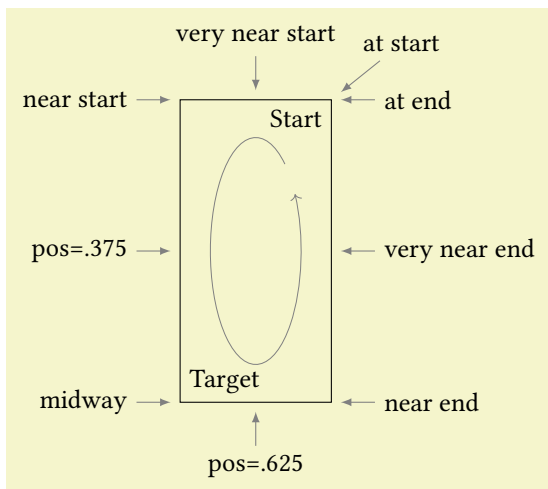 very near start
at start
near start
at end
Start
pos=.375
very near end
Target
midway
near end
pos=.625